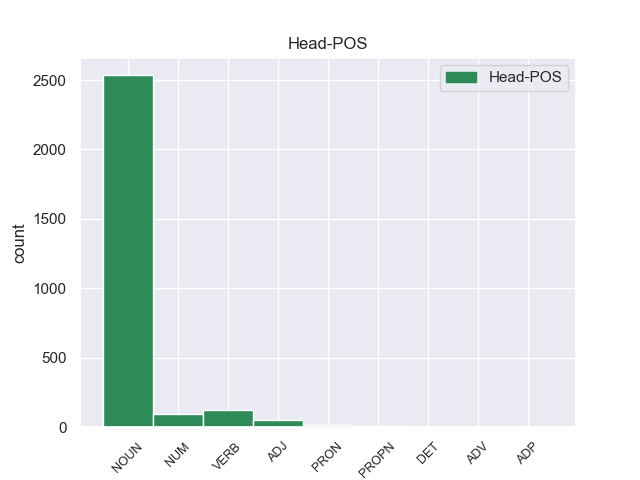 Head-POS
Head-POS
2500
2000
1500
1000
500
0
count
NOUN
NUM
VERB
ADJ
PRON
PROPN
DET
ADV
ADP